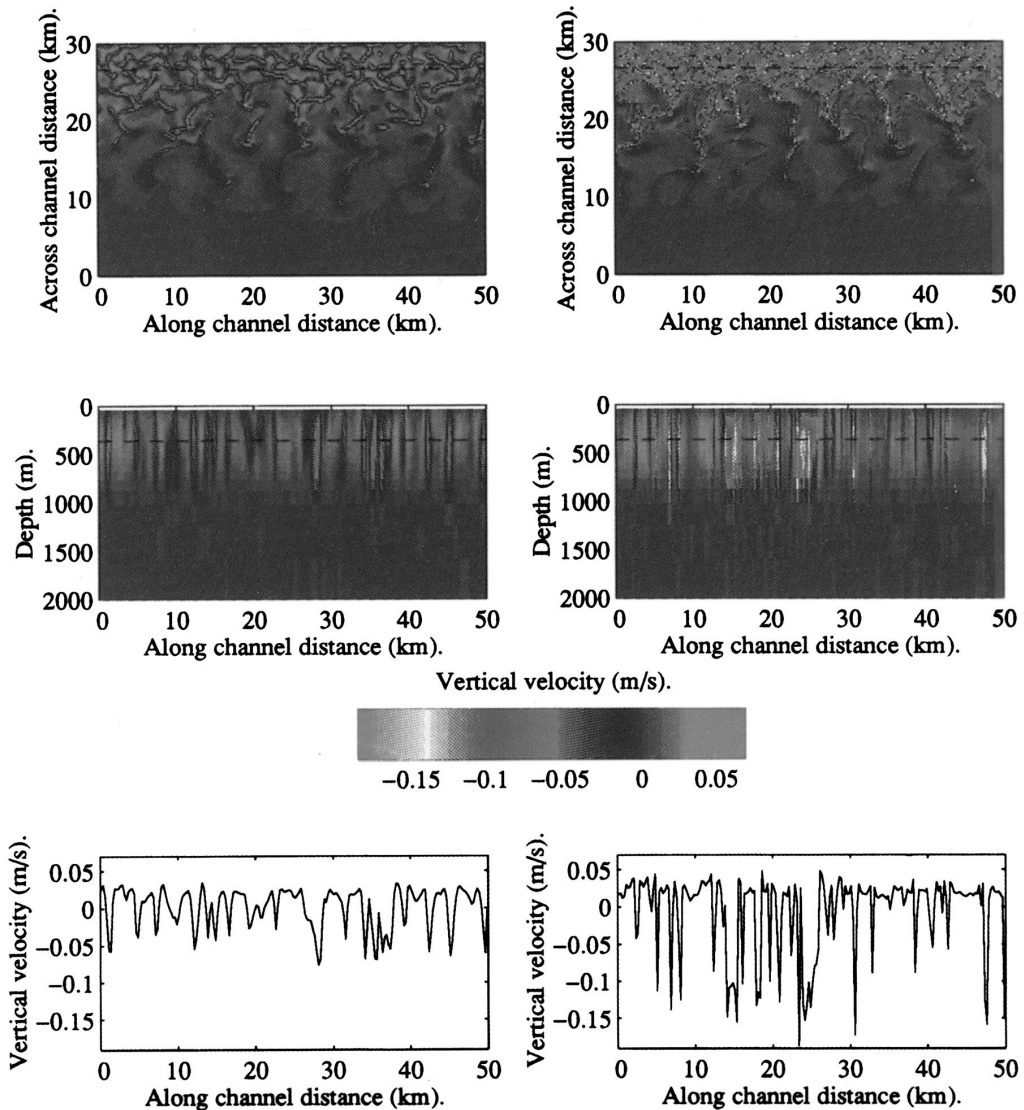 Across channel distance (km).
30
20
10
0
0 10 20 30 40 50
Along channel distance (km).
Across channel distance (km).
30
20
10
0
0 10 20 30 40 50
Along channel distance (km).
Depth (m).
0
500
1000
1500
2000
0 10 20 30 40 50
Along channel distance (km).
Depth (m).
0
500
1000
1500
2000
0 10 20 30 40 50
Along channel distance (km).
Vertical velocity (m/s).
−0.15 −0.1 −0.05 0 0.05
Vertical velocity (m/s).
0.05
0
−0.05
−0.1
−0.15
0 10 20 30 40 50
Along channel distance (km).
Vertical velocity (m/s).
0.05
0
−0.05
−0.1
−0.15
0 10 20 30 40 50
Along channel distance (km).